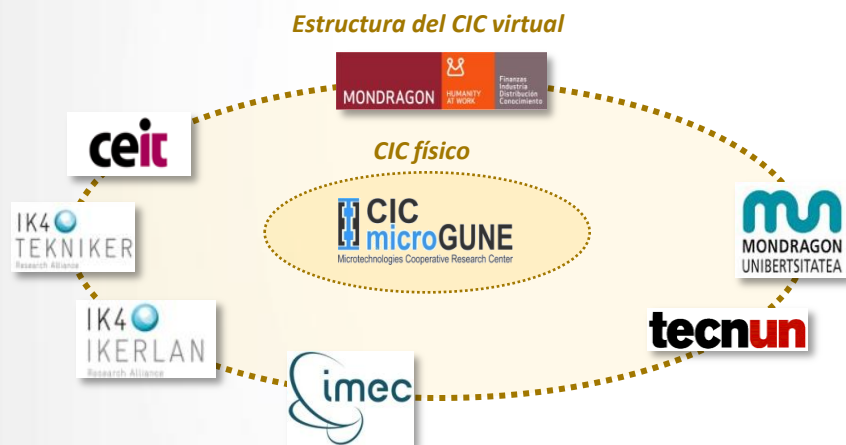 Estructura del CIC virtual
MONDRAGON
HUMANITY
AT WORK
Finanzas
Industria
Distribución
Conocimiento
ceit
CIC físico
CIC
microGUNE
Microtechnologies Cooperative Research Center
IK4
TEKNIKER
Research Alliance
MONDRAGON
UNIBERTSITATEA
IK4
IKERLAN
Research Alliance
tecnun
imec